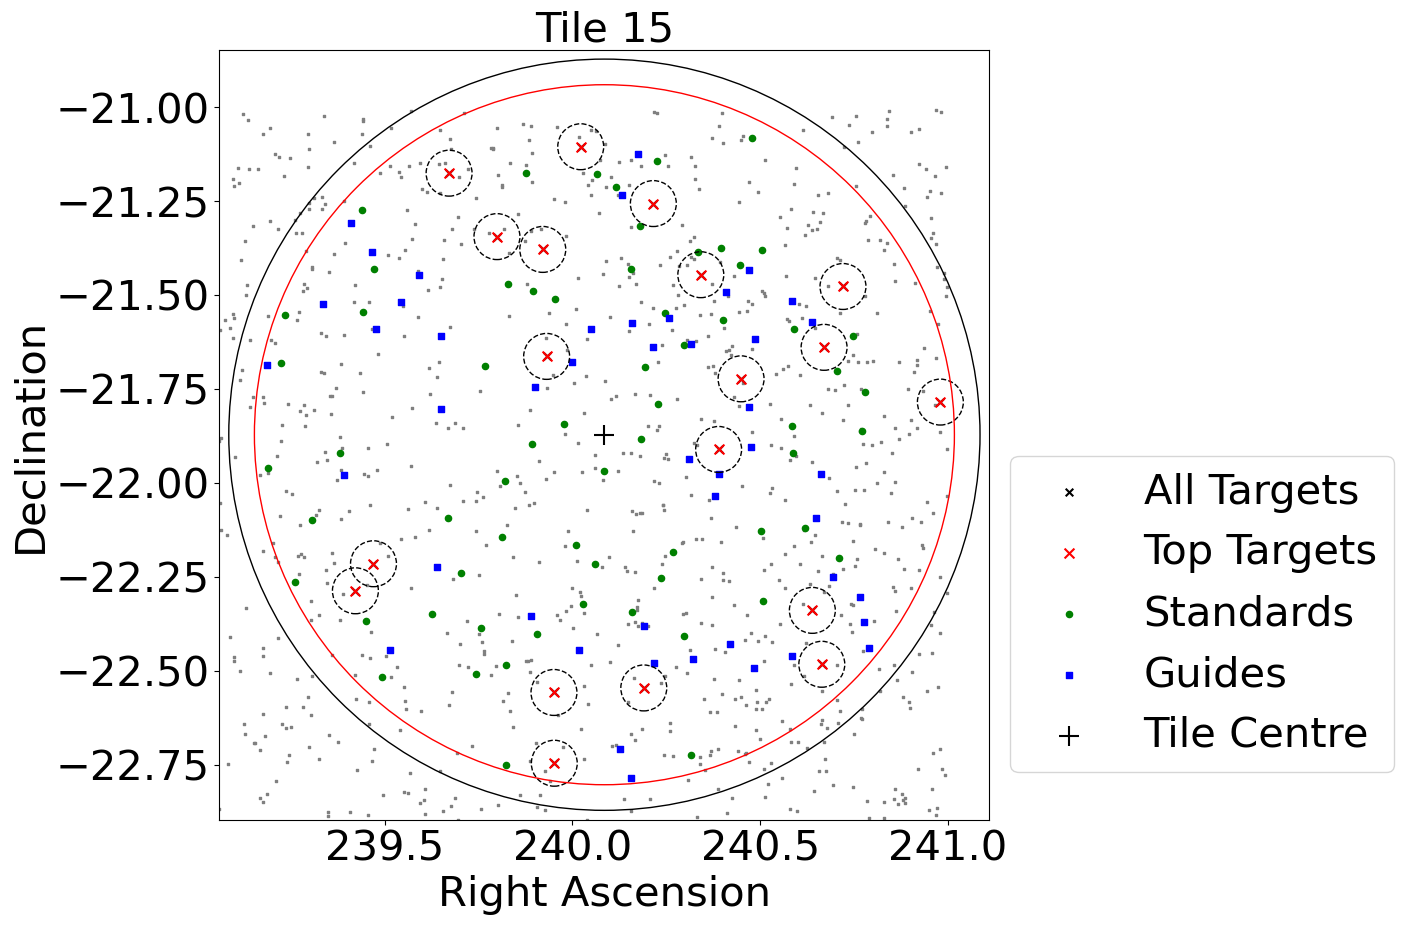 Tile 15
−21.00
−21.25
−21.50
−21.75
−22.00
−22.25
−22.50
−22.75
Declination
239.5 240.0 240.5 241.0
Right Ascension
All Targets
Top Targets
Standards
Guides
Tile Centre